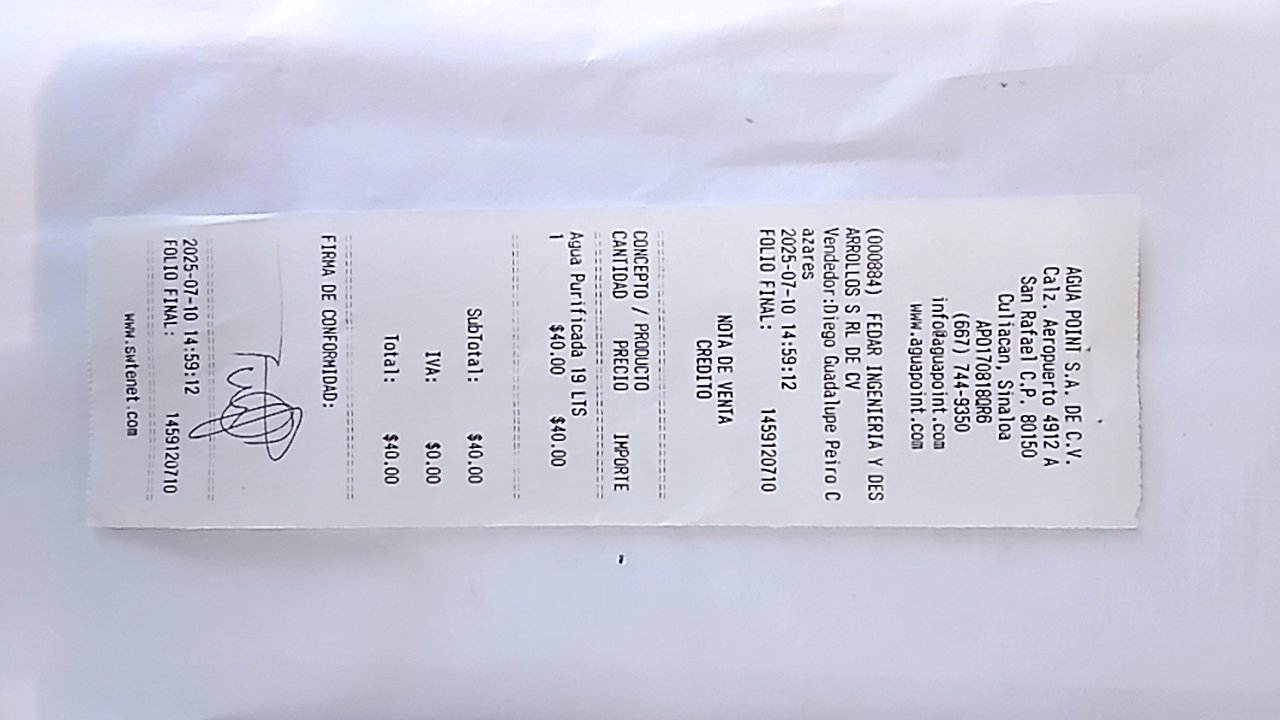 AGUA POINT S.A. DE C.V.
Calz. Aeropuerto 4912 A
San Rafael C.P. 80150
Culiacan, Sinaloa
APO170818QR6
(667) 744-9350
info@aguapoint.com
www.aguapoint.com
(000884) FEDAR INGENIERIA Y DES
ARROLLOS S RL DE CV
Vendedor:Diego Guadalupe Peiro C
azares
2025-07-10 14:59:12
FOLIO FINAL: 1459120710
NOTA DE VENTA
CREDITO
CONCEPTO / PRODUCTO
CANTIDAD PRECIO IMPORTE
Agua Purificada 19 LTS
1 $40.00 $40.00
SubTotal: $40.00
IVA: $0.00
Total: $40.00
FIRMA DE CONFORMIDAD:
2025-07-10 14:59:12
FOLIO FINAL: 1459120710
www.swtenet.com